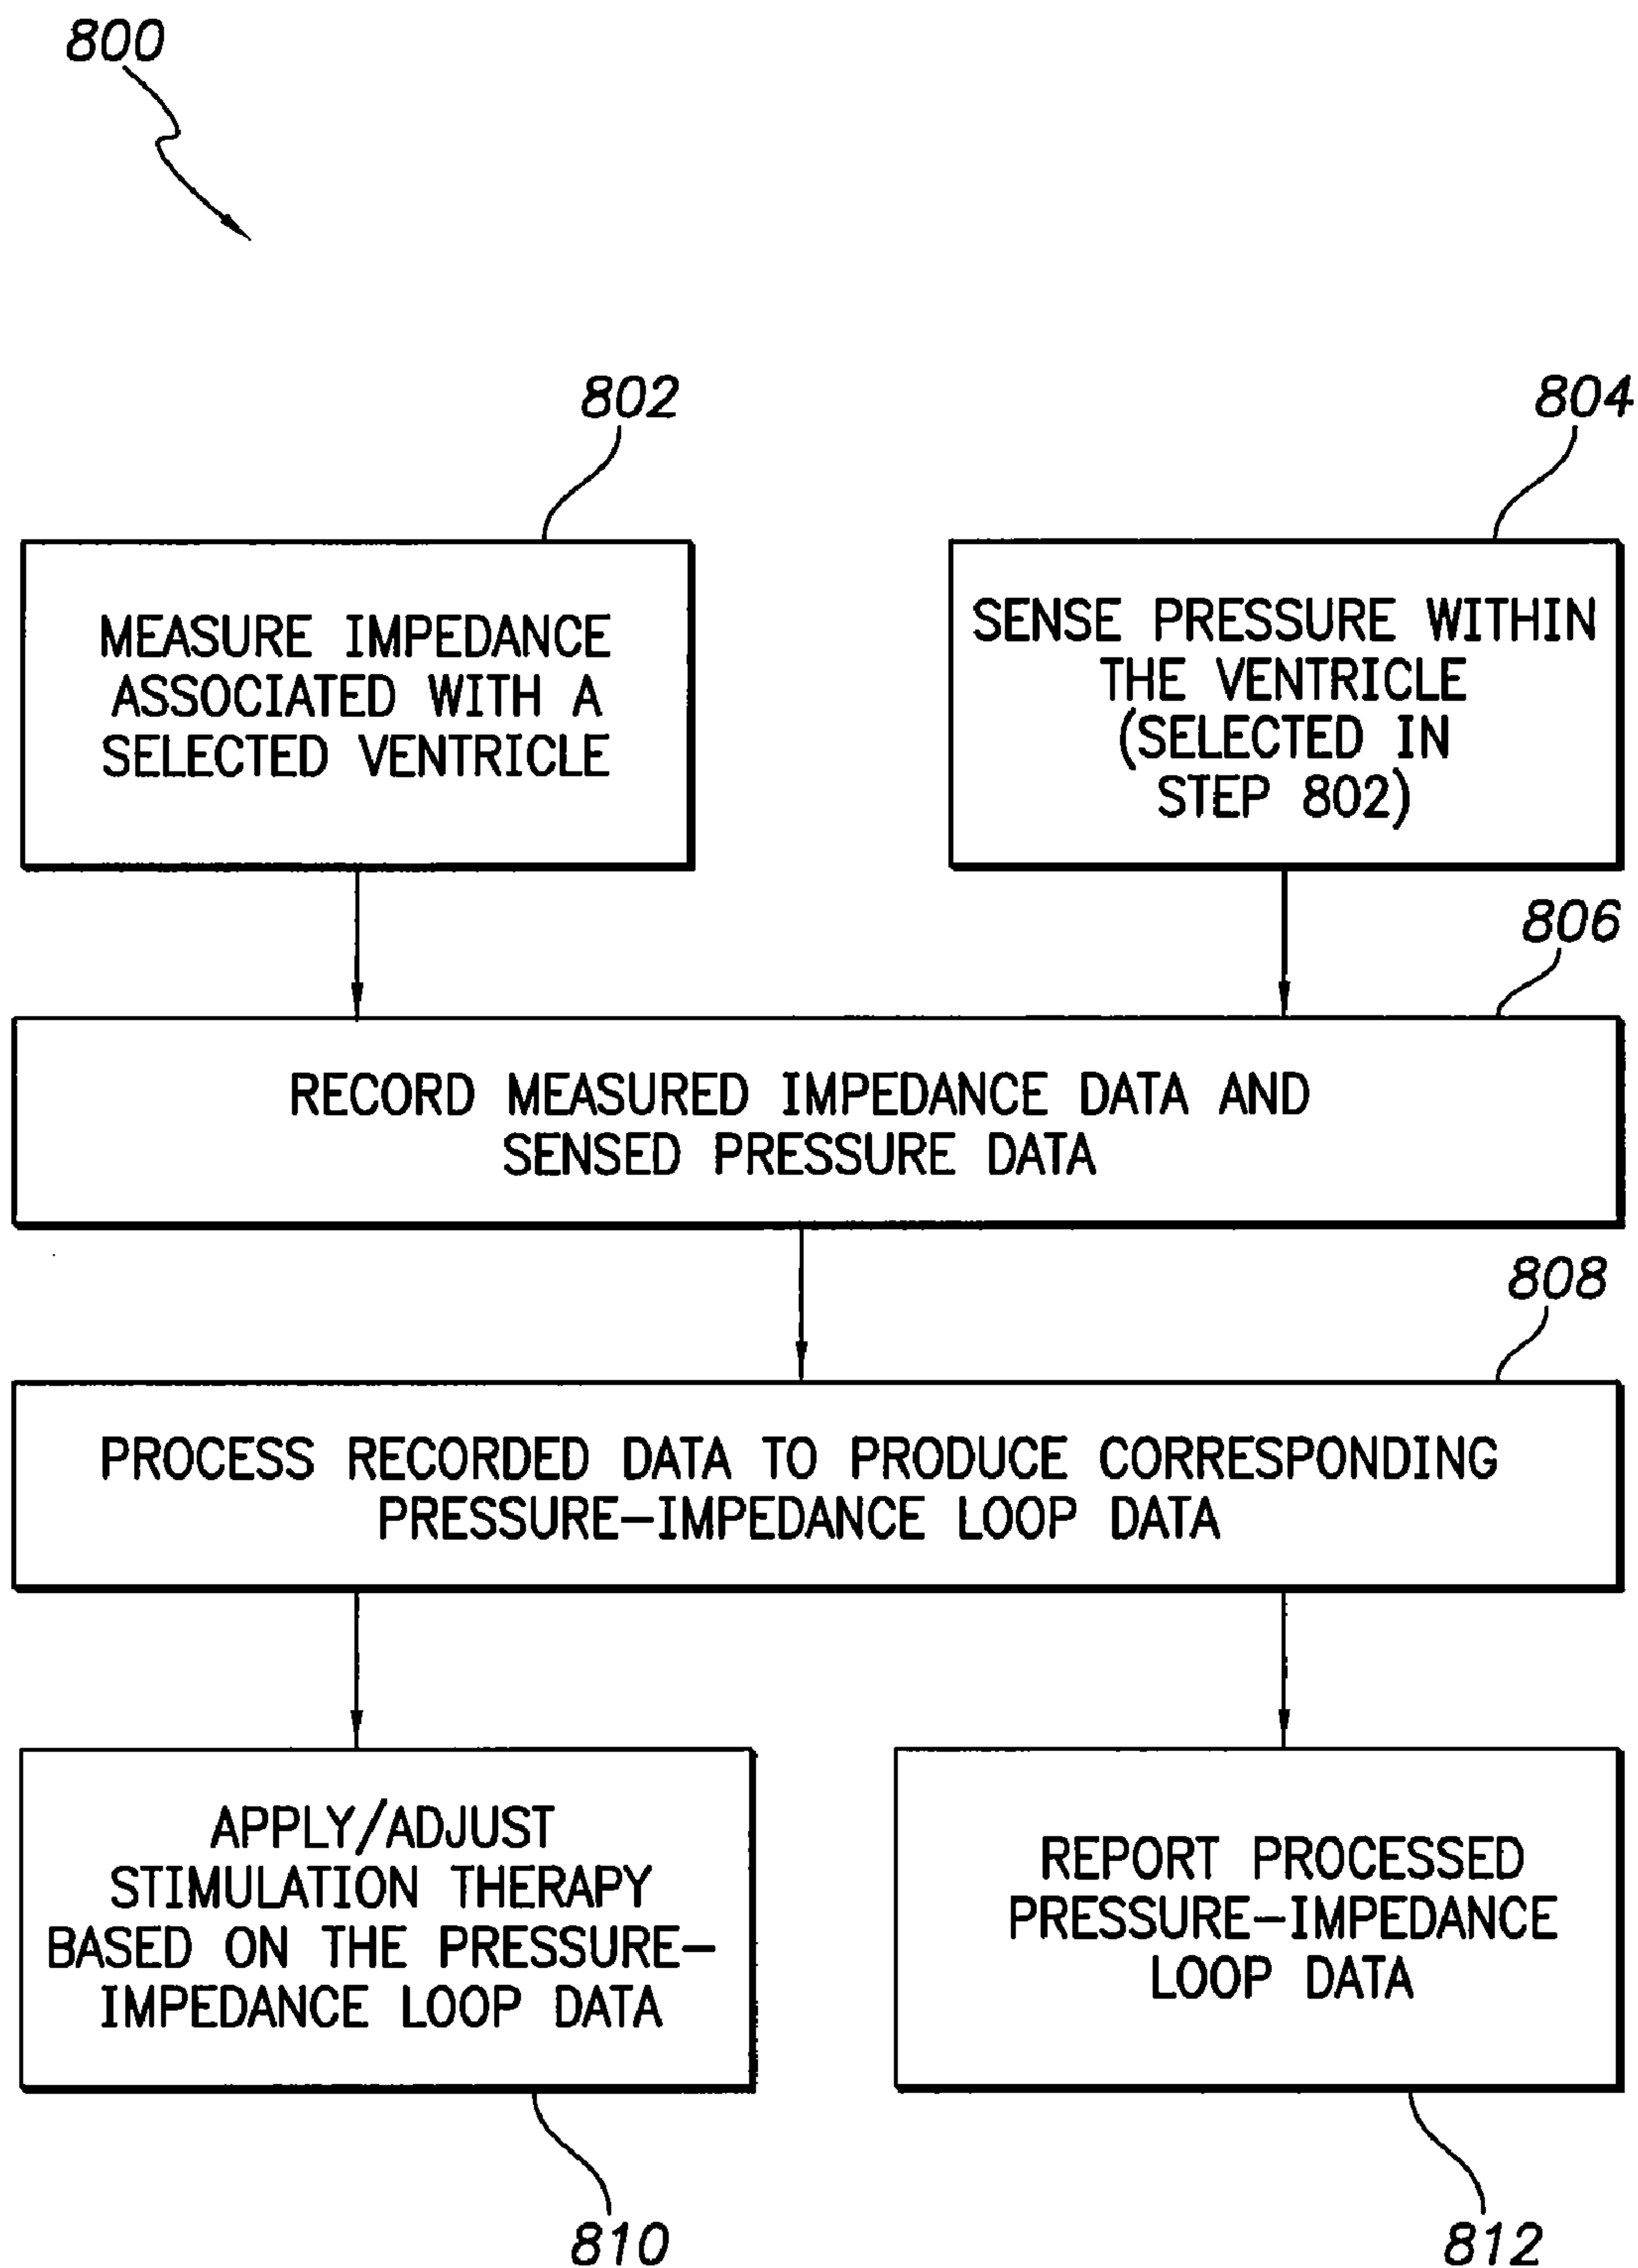 800
802
804
MEASURE IMPEDANCE
ASSOCIATED WITH A
SELECTED VENTRICLE
SENSE PRESSURE WITHIN
THE VENTRICLE
(SELECTED IN
STEP 802)
806
RECORD MEASURED IMPEDANCE DATA AND
SENSED PRESSURE DATA
808
PROCESS RECORDED DATA TO PRODUCE CORRESPONDING
PRESSURE-IMPEDANCE LOOP DATA
APPLY/ADJUST
STIMULATION THERAPY
BASED ON THE PRESSURE-
IMPEDANCE LOOP DATA
REPORT PROCESSED
PRESSURE-IMPEDANCE
LOOP DATA
810
812